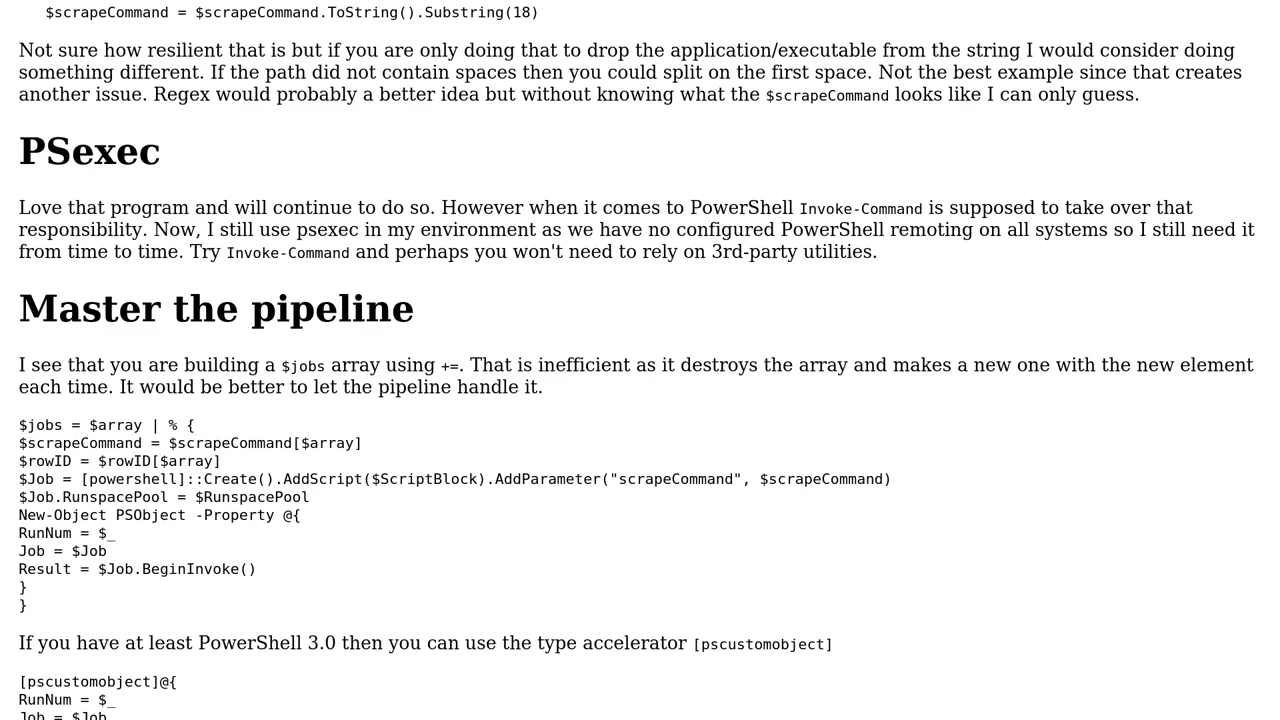 $scrapeCommand = $scrapeCommand.ToString().Substring(18)
Not sure how resilient that is but if you are only doing that to drop the application/executable from the string I would consider doing
something different. If the path did not contain spaces then you could split on the first space. Not the best example since that creates
another issue. Regex would probably a better idea but without knowing what the $scrapeCommand looks like I can only guess.
PSexec
Love that program and will continue to do so. However when it comes to PowerShell Invoke-Command is supposed to take over that
responsibility. Now, I still use psexec in my environment as we have no configured PowerShell remoting on all systems so I still need it
from time to time. Try Invoke-Command and perhaps you won't need to rely on 3rd-party utilities.
Master the pipeline
I see that you are building a $jobs array using +=. That is inefficient as it destroys the array and makes a new one with the new element
each time. It would be better to let the pipeline handle it.
$jobs = $array | % {
$scrapeCommand = $scrapeCommand[$array]
$rowID = $rowID[$array]
$Job = [powershell]::Create().AddScript($ScriptBlock).AddParameter("scrapeCommand", $scrapeCommand)
$Job.RunspacePool = $RunspacePool
New-Object PSObject -Property @{
RunNum = $_
Job = $Job
Result = $Job.BeginInvoke()
}
}
If you have at least PowerShell 3.0 then you can use the type accelerator [pscustomobject]
[pscustomobject]@{
RunNum = $_
Job = $Job